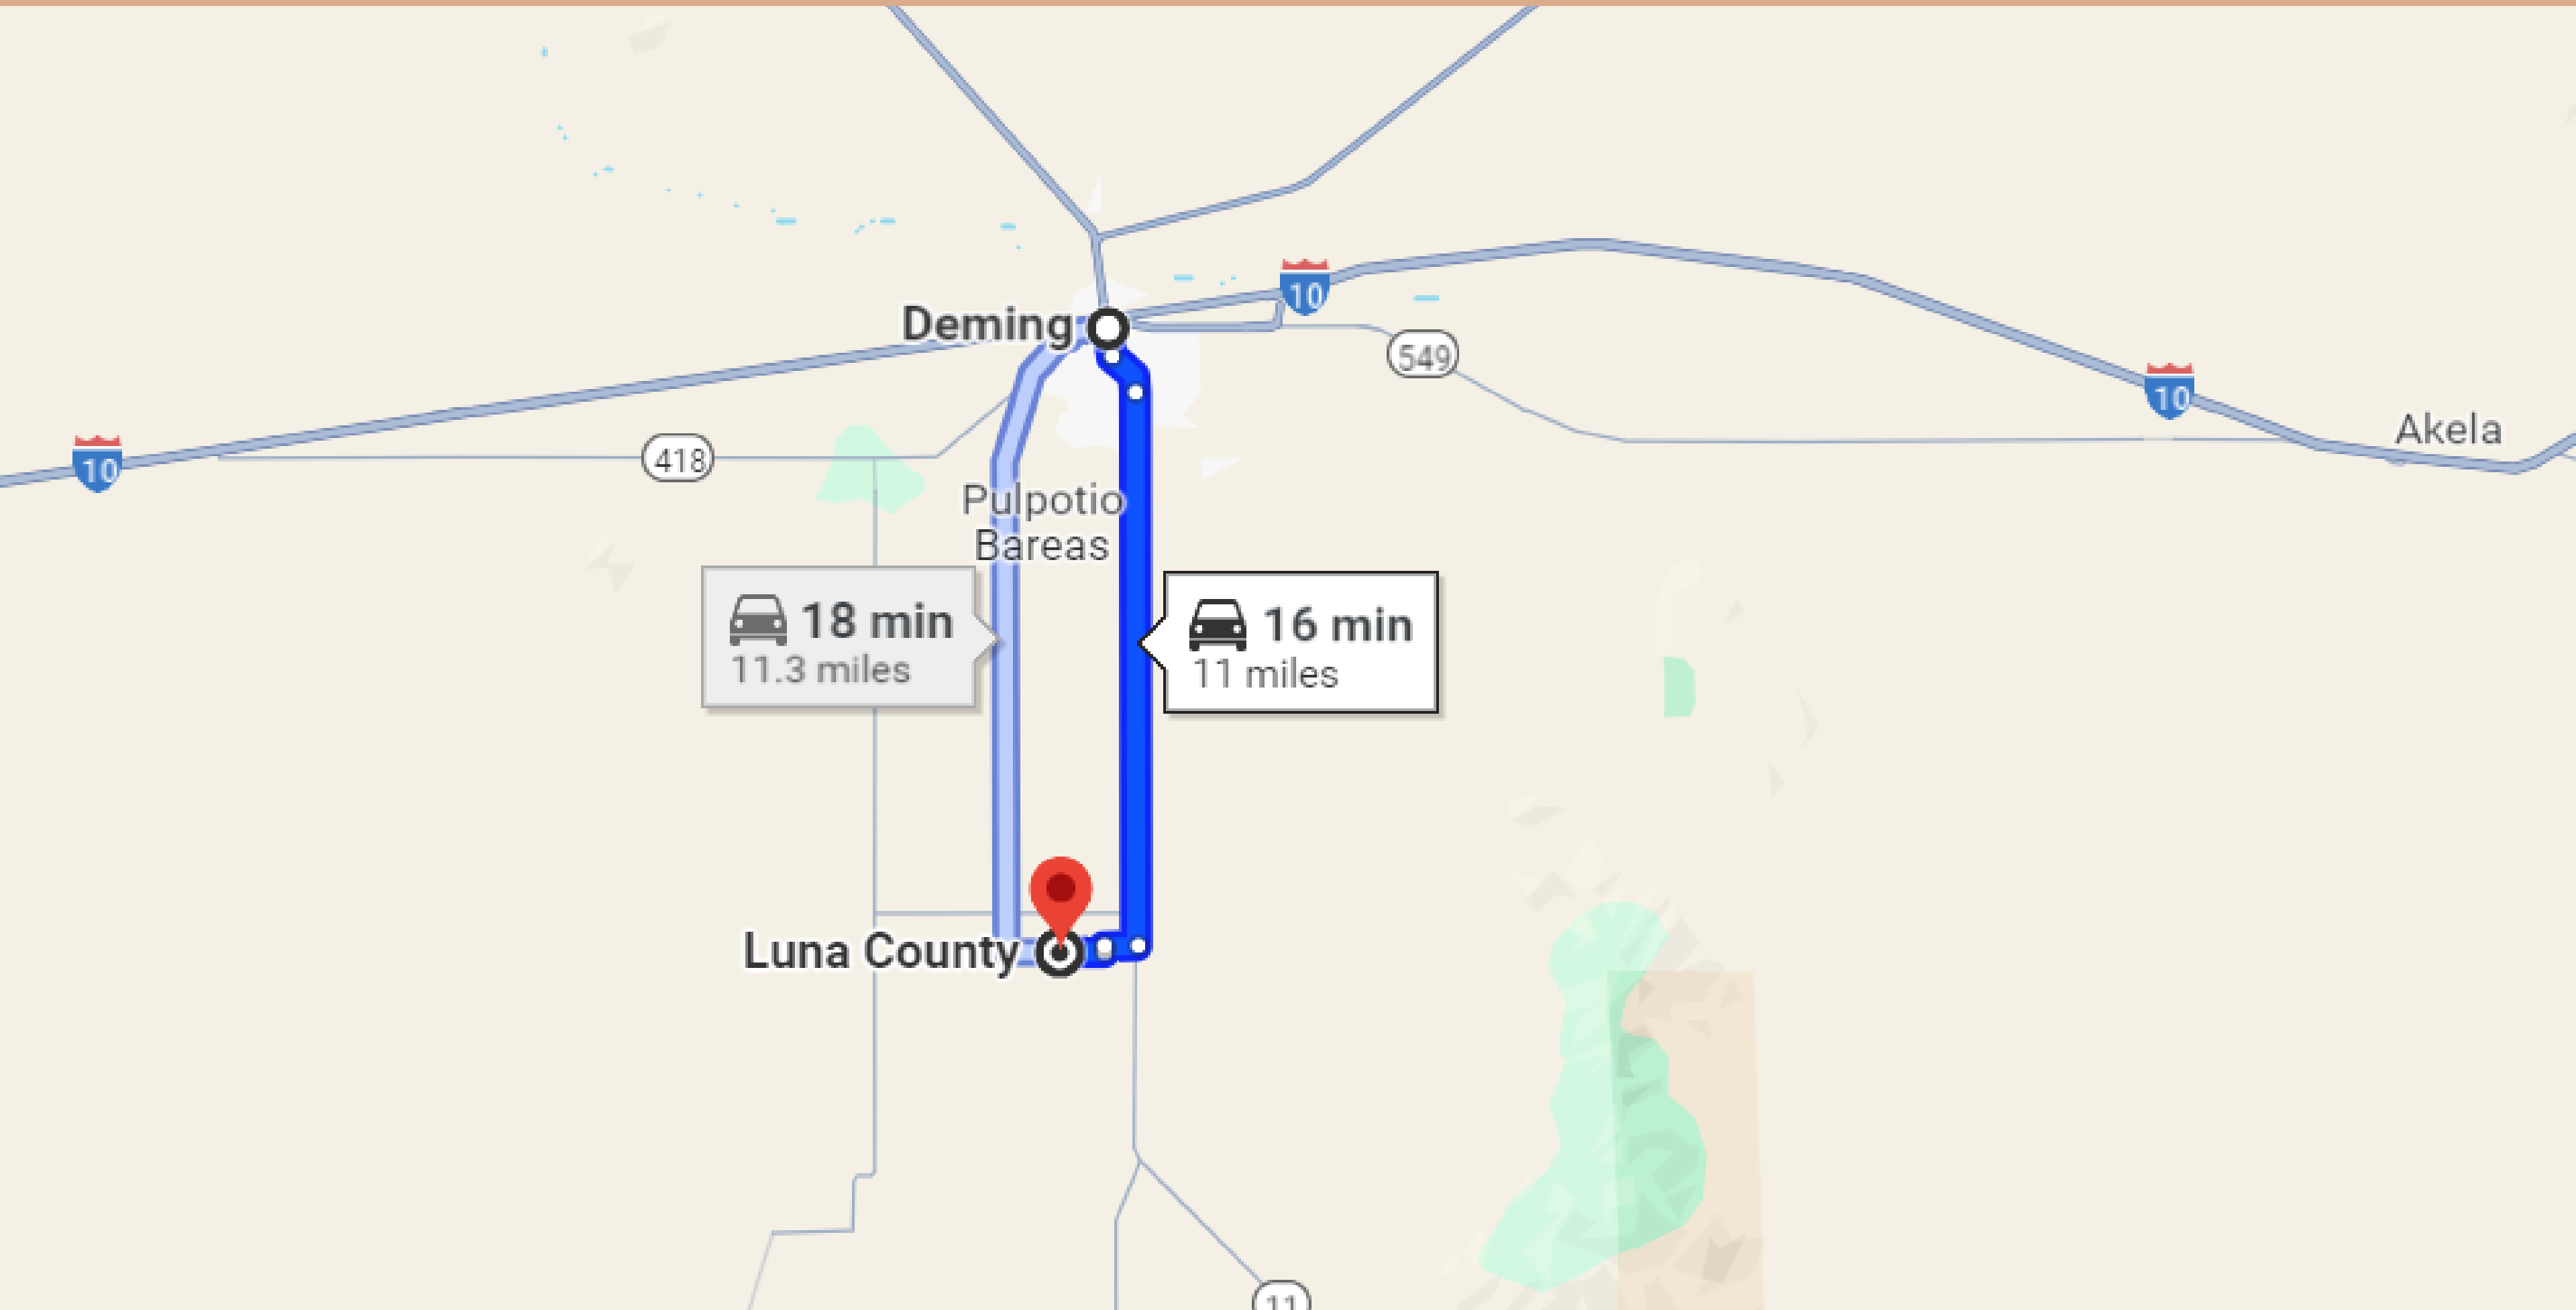 10
Deming
549
10
Akela
10
418
Pulpotio
Bareas
18 min
11.3 miles
16 min
11 miles
Luna County
11